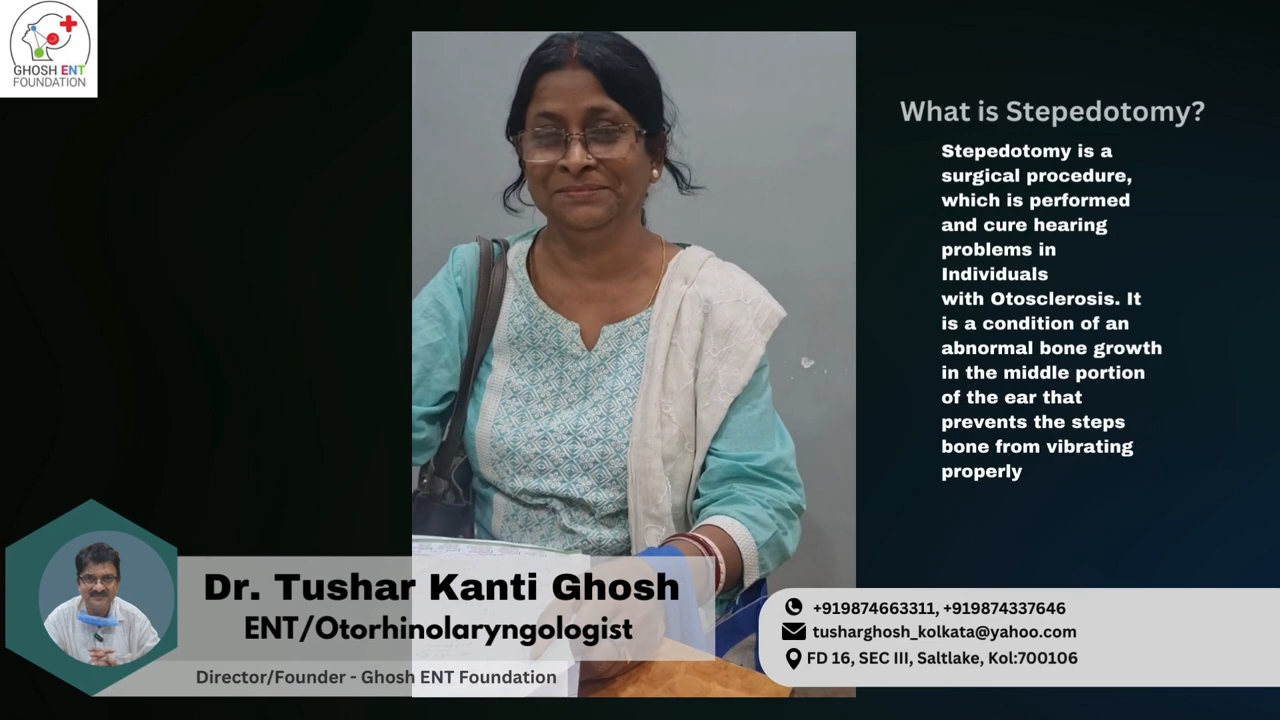 GHOSH ENT
FOUNDATION
What is Stepedotomy?
Stepedotomy is a
surgical procedure,
which is performed
and cure hearing
problems in
Individuals
with Otosclerosis. It
is a condition of an
abnormal bone growth
in the middle portion
of the ear that
prevents the steps
bone from vibrating
properly
Dr. Tushar Kanti Ghosh
ENT/Otorhinolaryngologist
Director/Founder - Ghosh ENT Foundation
+919874663311, +919874337646
tusharghosh_kolkata@yahoo.com
FD 16, SEC III, Saltlake, Kol:700106